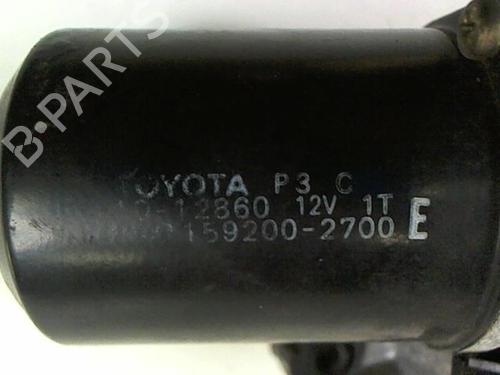 B-PARTS
TOYOTA P3 C
12860 12V 1T
159200-2700 E